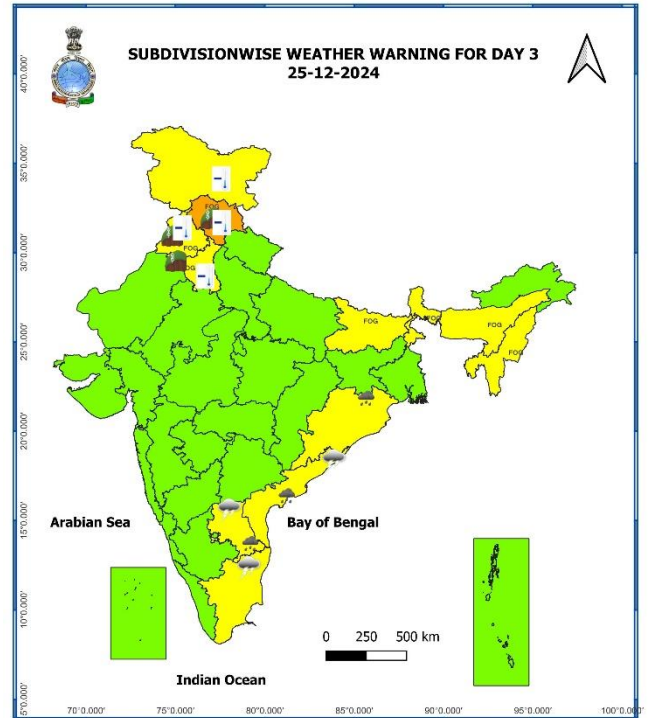 SUBDIVISIONWISE WEATHER WARNING FOR DAY 3
25-12-2024
40°0.000'
35°0.000'
30°0.000'
25°0.000'
20°0.000'
15°0.000'
10°0.000'
5°0.000'
FOG
FOG
FOG
FOG
FOG
FOG
Arabian Sea
Bay of Bengal
0 250 500 km
Indian Ocean
70°0.000' 75°0.000' 80°0.000' 85°0.000' 90°0.000' 95°0.000' 100°0.000'